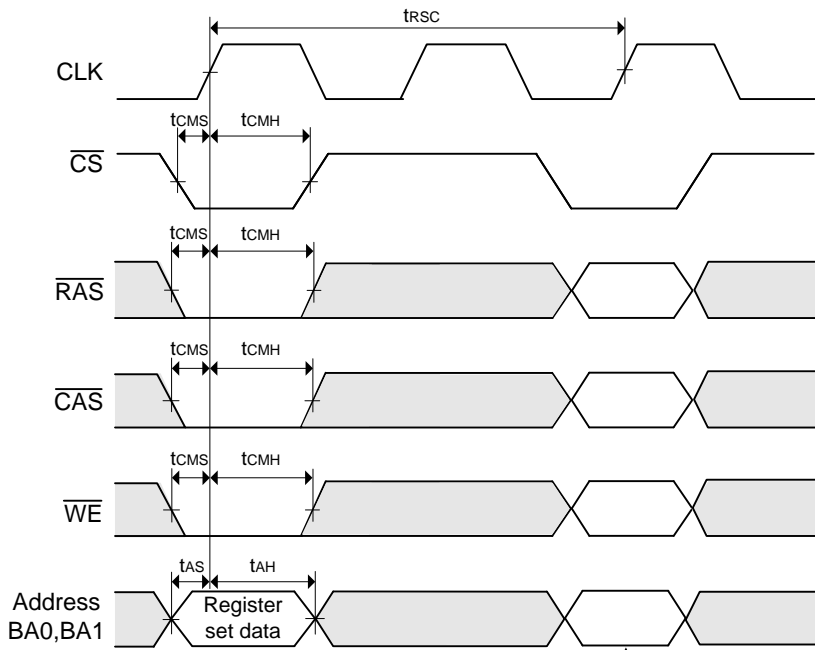 tRSC
CLK
tCMS tCMH
CS
tCMS tCMH
RAS
tCMS tCMH
CAS
tCMS tCMH
WE
tAS tAH
Address
BA0,BA1
Register
set data